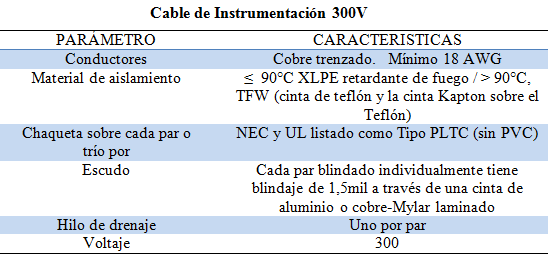 Cable de Instrumentación 300V
PARÁMETRO CARACTERISTICAS
Conductores Cobre trenzado. Mínimo 18 AWG
Material de aislamiento ≤ 90°C XLPE retardante de fuego / > 90°C,
TFW (cinta de teflón y la cinta Kapton sobre el
Teflón)
Chaqueta sobre cada par o NEC y UL listado como Tipo PLTC (sin PVC)
trío por
Escudo Cada par blindado individualmente tiene
blindaje de 1,5mil a través de una cinta de
aluminio o cobre-Mylar laminado
Hilo de drenaje Uno por par
Voltaje 300